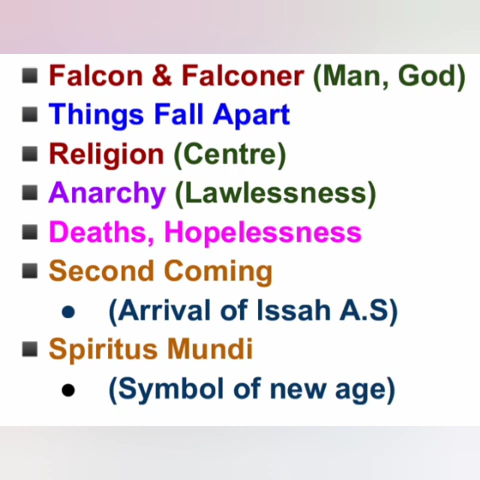 ▪ Falcon & Falconer (Man, God)
▪ Things Fall Apart
▪ Religion (Centre)
▪ Anarchy (Lawlessness)
▪ Deaths, Hopelessness
▪ Second Coming
● (Arrival of Issah A.S)
▪ Spiritus Mundi
● (Symbol of new age)